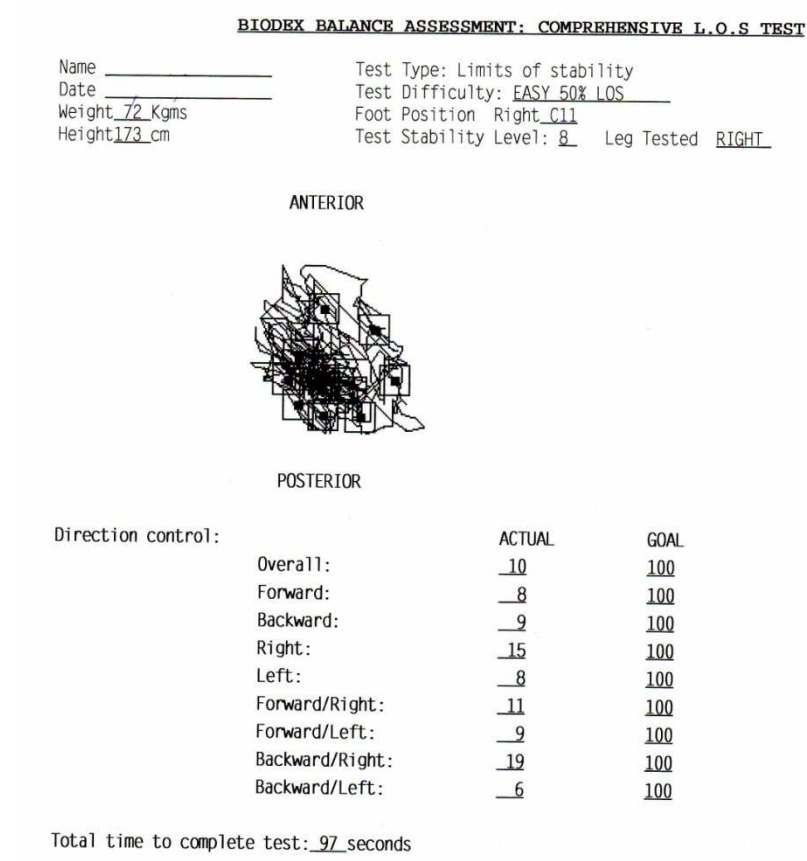 BIODEX BALANCE ASSESSMENT: COMPREHENSIVE L.O.S TEST
Name _______________ Test Type: Limits of stability
Date _______________ Test Difficulty: EASY 50% LOS
Weight 72 Kgms Foot Position Right C11
Height 173 cm Test Stability Level: 8 Leg Tested RIGHT
ANTERIOR
POSTERIOR
Direction control: ACTUAL GOAL
Overall: 10 100
Forward: 8 100
Backward: 9 100
Right: 15 100
Left: 8 100
Forward/Right: 11 100
Forward/Left: 9 100
Backward/Right: 19 100
Backward/Left: 6 100
Total time to complete test: 97 seconds